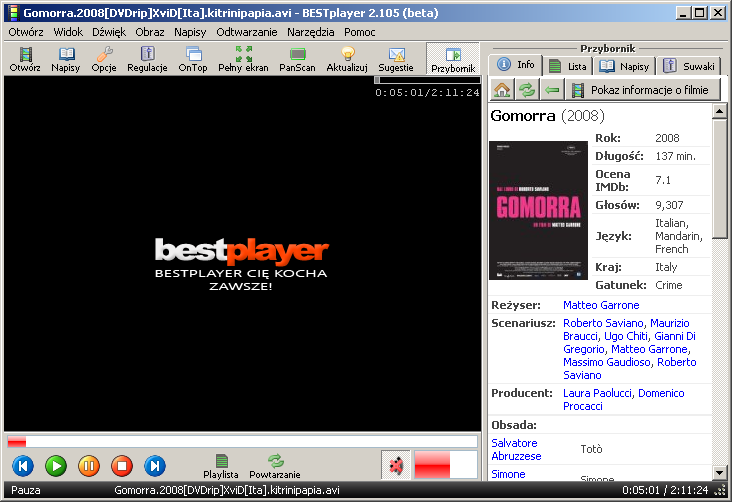 Gomorra.2008[DVDrip]XviD[Ita].kitrinipapia.avi - BESTplayer 2.105 (beta)
Otwórz Widok Dźwięk Obraz Napisy Odtwarzanie Narzędzia Pomoc
Otwórz Napisy Opcje Regulacje OnTop Pełny ekran PanScan Aktualizuj Sugestie Przybornik
Przybornik
Info Lista Napisy Suwaki
Pokaz informacje o filmie
0:05:01/2:11:24
Gomorra (2008)
GOMORRA
Rok: 2008
Długość: 137 min.
Ocena IMDb: 7.1
Głosów: 9,307
Język: Italian, Mandarin, French
Kraj: Italy
Gatunek: Crime
bestplayer
BESTPLAYER CIĘ KOCHA
ZAWSZE!
Reżyser: Matteo Garrone
Scenariusz: Roberto Saviano, Maurizio
Braucci, Ugo Chiti, Gianni Di
Gregorio, Matteo Garrone,
Massimo Gaudioso, Roberto
Saviano
Producent: Laura Paolucci, Domenico
Procacci
Obsada:
Salvatore Abruzzese Totò
Simone Simone
Playlista Powtarzanie
Pauza Gomorra.2008[DVDrip]XviD[Ita].kitrinipapia.avi 0:05:01 / 2:11:24